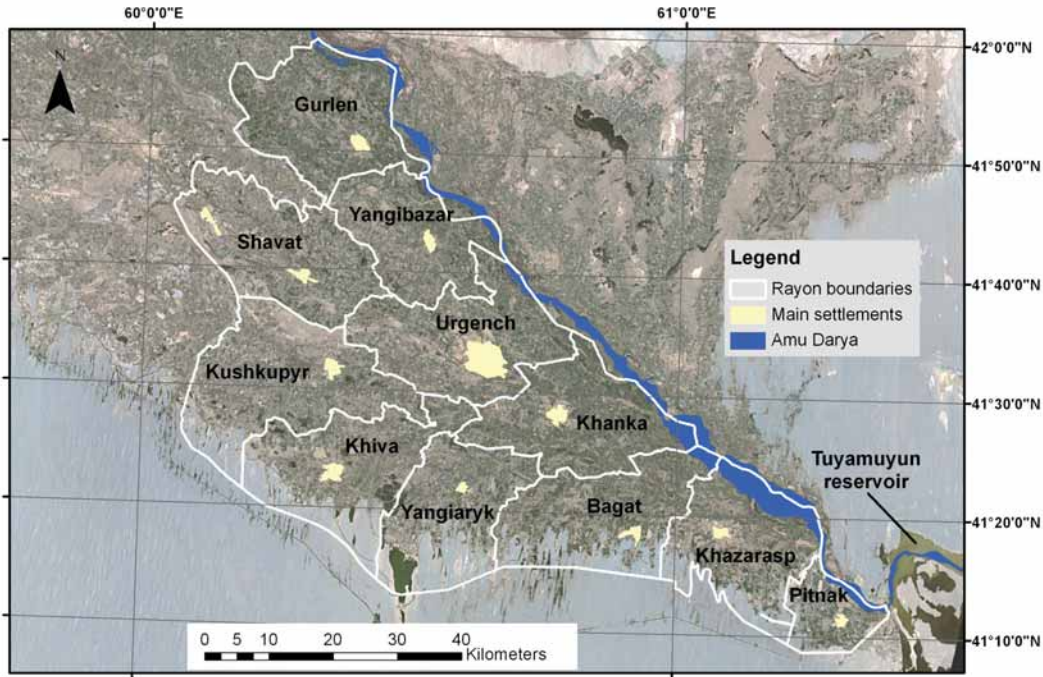 60°0'0"E
61°0'0"E
N
42°0'0"N
Gurlen
41°50'0"N
Yangibazar
Shavat
Legend
Rayon boundaries
Main settlements
Amu Darya
41°40'0"N
Urgench
Kushkupyr
41°30'0"N
Khanka
Khiva
Tuyamuyun
reservoir
Bagat
Yangiaryk
41°20'0"N
Khazarasp
Pitnak
41°10'0"N
0 5 10 20 30 40
Kilometers